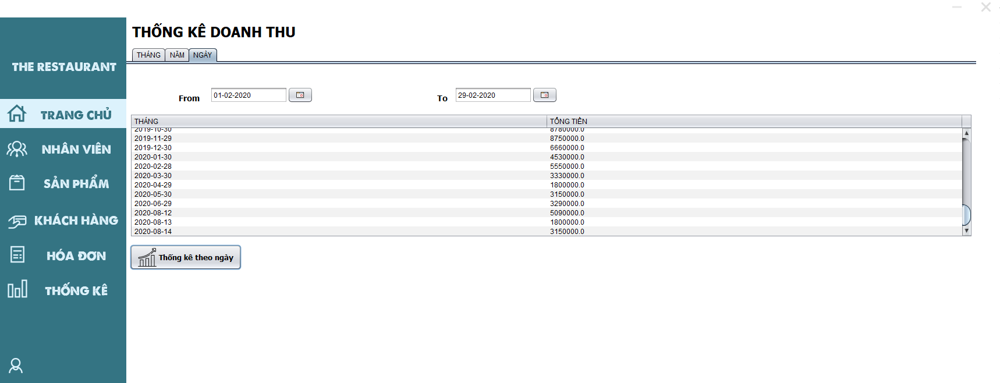 THE RESTAURANT
TRANG CHỦ
NHÂN VIÊN
SẢN PHẨM
KHÁCH HÀNG
HÓA ĐƠN
THỐNG KÊ
THỐNG KÊ DOANH THU
THÁNG NĂM NGÀY
From 01-02-2020 To 29-02-2020
THÁNG TỔNG TIỀN
2019-10-30 8780000.0
2019-11-29 8750000.0
2019-12-30 6660000.0
2020-01-30 4530000.0
2020-02-28 5550000.0
2020-03-30 3330000.0
2020-04-29 1800000.0
2020-05-30 3150000.0
2020-06-29 3290000.0
2020-08-12 5090000.0
2020-08-13 1800000.0
2020-08-14 3150000.0
Thống kê theo ngày